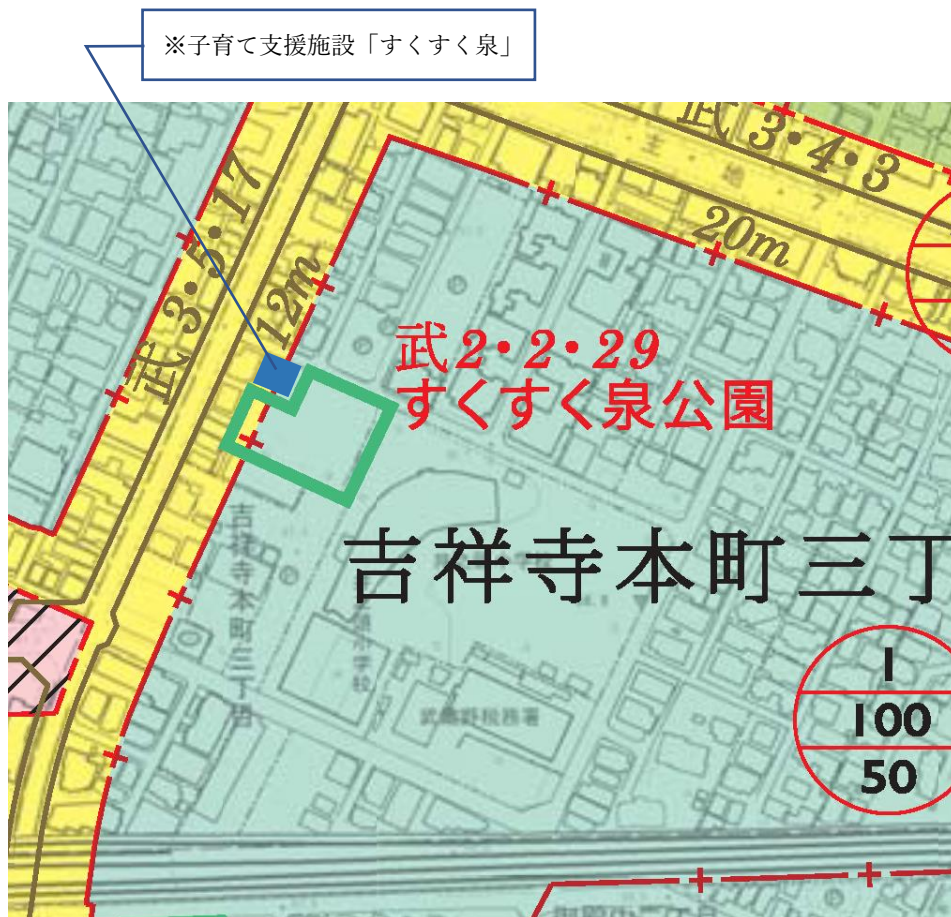 ※子育て支援施設「すくすく泉」
武 3・4・3
20m
武 3・5・17
12m
武2・2・29
すくすく泉公園
吉祥寺本町三丁
吉祥寺本町三丁目
武蔵野税務署
1
100
50